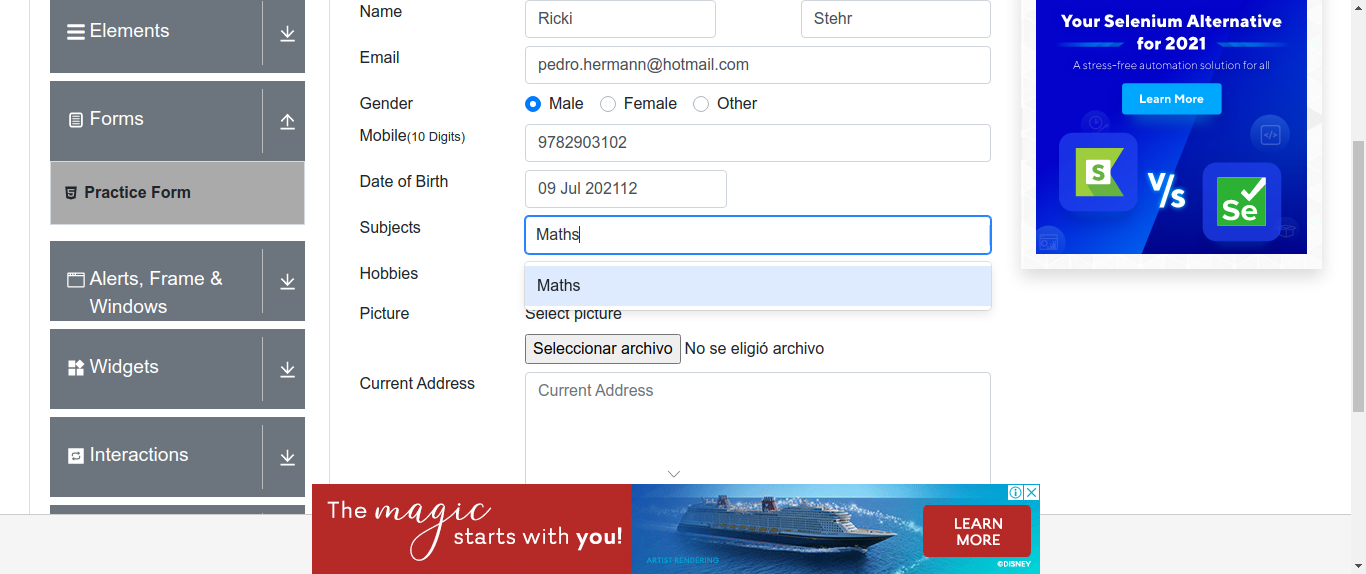 Elements
Forms
Practice Form
Alerts, Frame &
Windows
Widgets
Interactions
Name
Ricki
Stehr
Email
pedro.hermann@hotmail.com
Gender
Male
Female
Other
Mobile(10 Digits)
9782903102
Date of Birth
09 Jul 202112
Subjects
Maths
Hobbies
Maths
Picture
Select picture
Seleccionar archivo
No se eligió archivo
Current Address
Current Address
Your Selenium Alternative
for 2021
A stress-free automation solution for all
Learn More
S
V/s
Se
The magic
starts with you!
ARTIST RENDERING
LEARN
MORE
©DISNEY